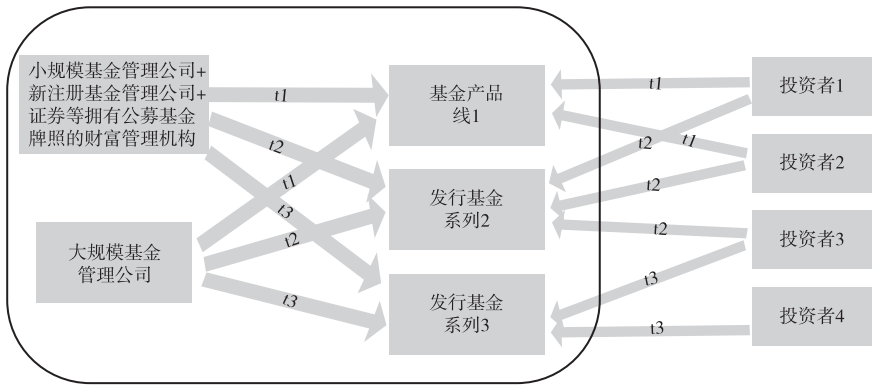 小规模基金管理公司+
新注册基金管理公司+
证券等拥有公募基金
牌照的财富管理机构
大规模基金
管理公司
t1
t2
t1
t3
t2
t3
基金产品
线1
发行基金
系列2
发行基金
系列3
t1
t1
t2
t2
t2
t3
t3
投资者1
投资者2
投资者3
投资者4